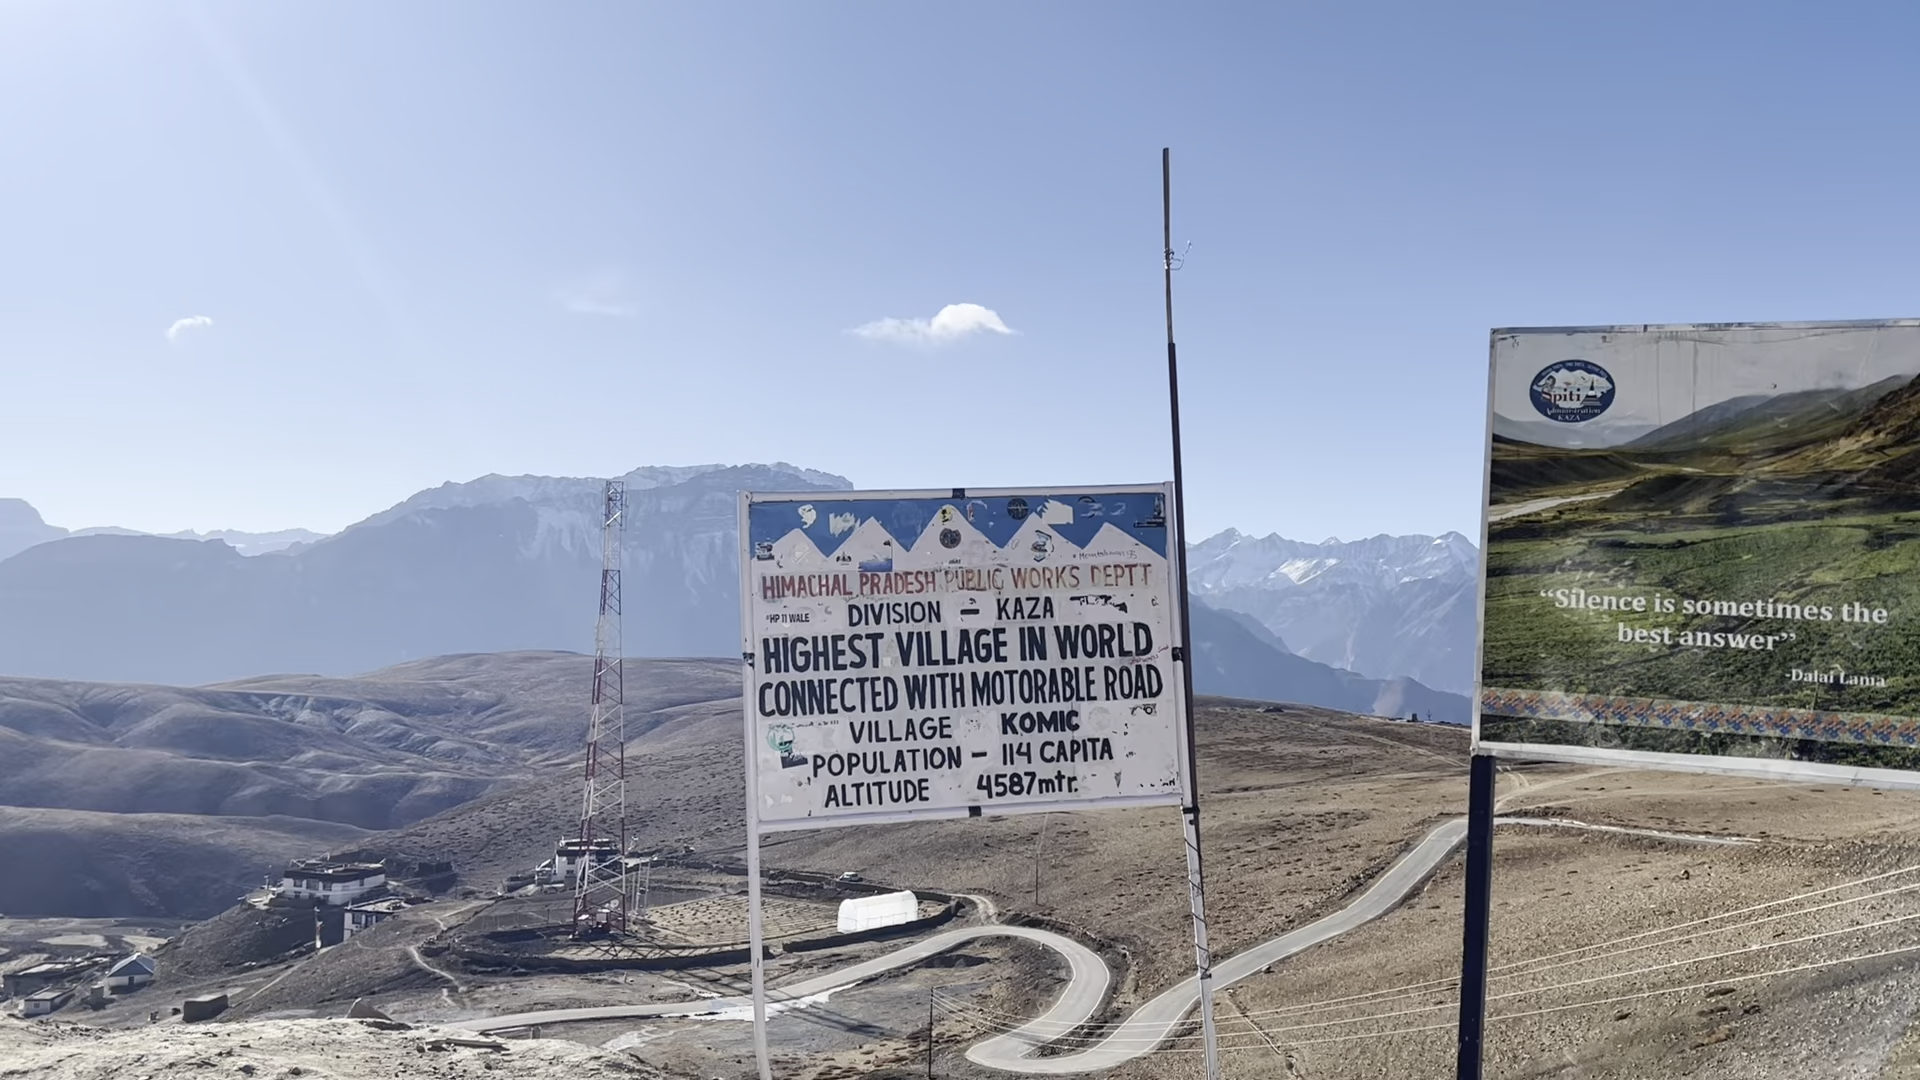 HIMACHAL PRADESH PUBLIC WORKS DEPTT
DIVISION – KAZA
#HP 11 WALE
HIGHEST VILLAGE IN WORLD
CONNECTED WITH MOTORABLE ROAD
VILLAGE KOMIC
POPULATION – 114 CAPITA
ALTITUDE 4587mtr.
Spiti
Administration
KAZA
“Silence is sometimes the
best answer”
-Dalai Lama